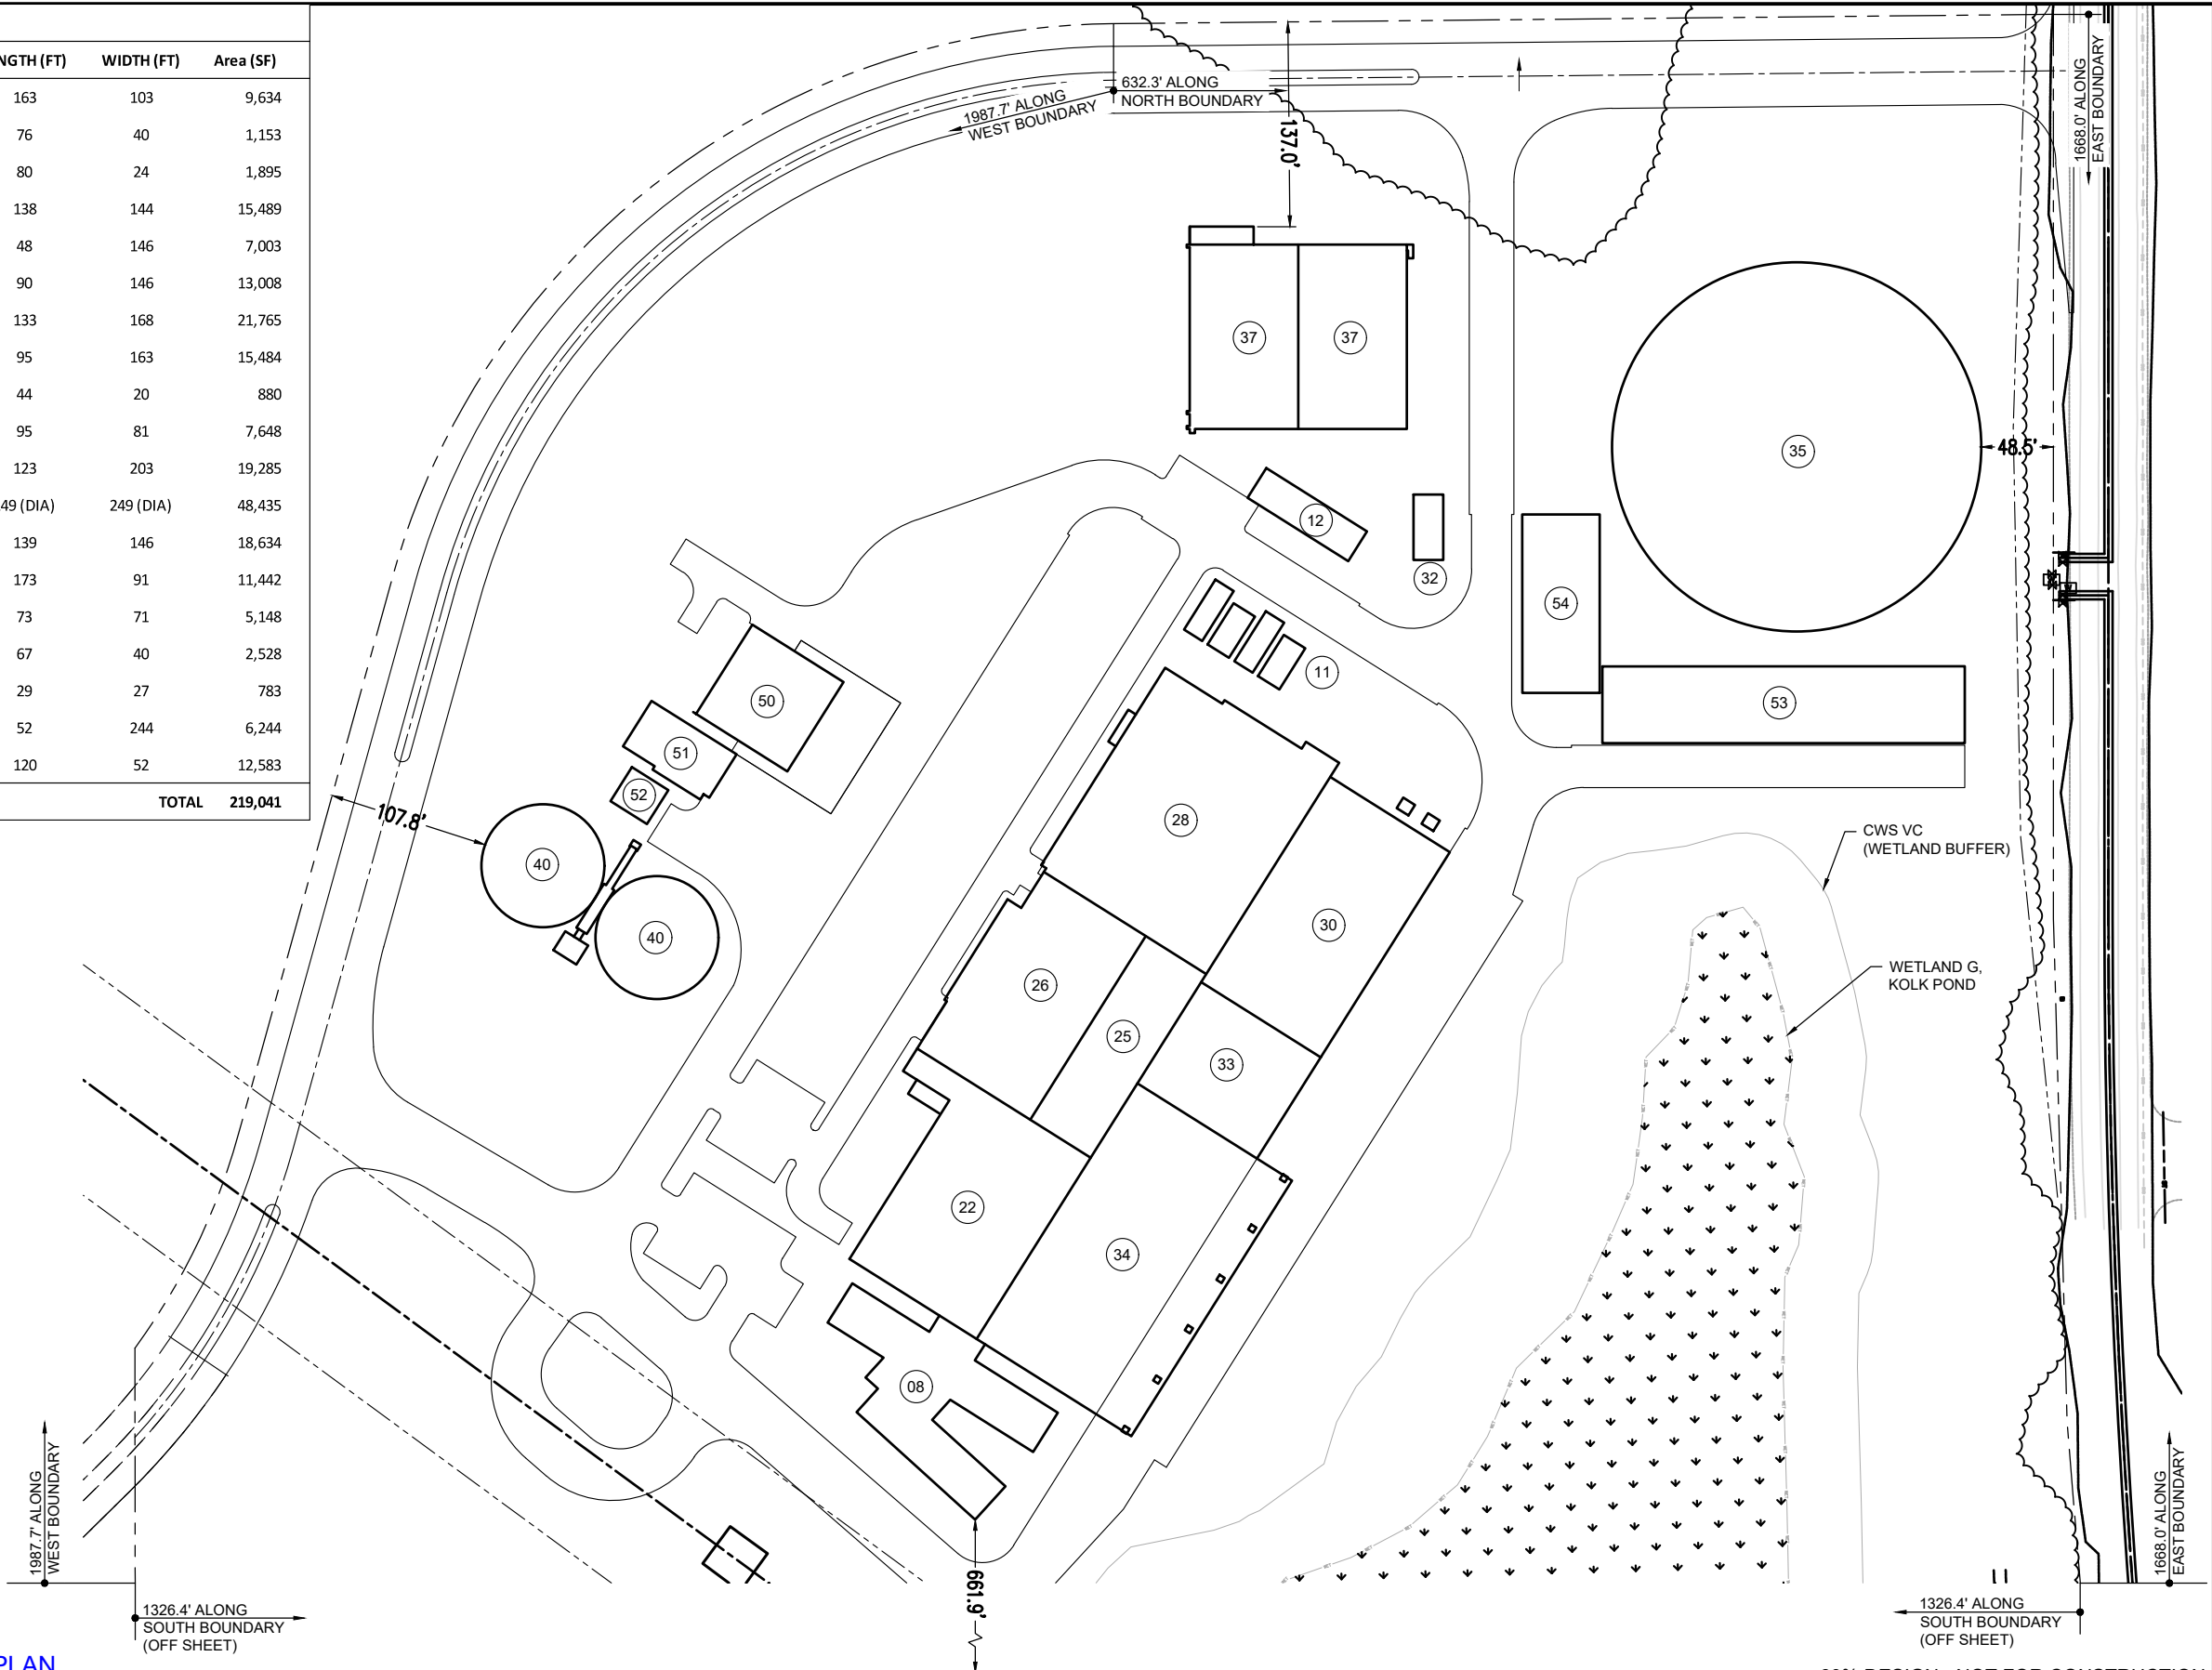 WIDTH (FT) Area (SF)
163 103 9,634
76 40 1,153
80 24 1,895
138 144 15,489
48 146 7,003
90 146 13,008
133 168 21,765
95 163 15,484
44 20 880
95 81 7,648
123 203 19,285
49 (DIA) 249 (DIA) 48,435
139 146 18,634
173 91 11,442
73 71 5,148
67 40 2,528
29 27 783
52 244 6,244
120 52 12,583
TOTAL 219,041
632.3' ALONG
NORTH BOUNDARY
1987.7' ALONG
WEST BOUNDARY
137.0'
1668.0' ALONG
EAST BOUNDARY
37
37
35
48.5'
12
32
54
11
53
50
51
52
107.8'
40
40
28
30
26
25
33
22
34
08
CWS VC
(WETLAND BUFFER)
WETLAND G,
KOLK POND
1987.7' ALONG
WEST BOUNDARY
1326.4' ALONG
SOUTH BOUNDARY
(OFF SHEET)
661.9'
1668.0' ALONG
EAST BOUNDARY
1326.4' ALONG
SOUTH BOUNDARY
(OFF SHEET)
PLAN